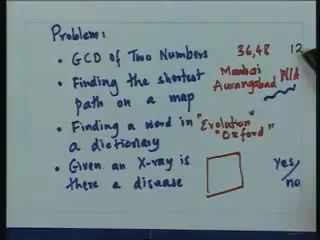 Problem:
• GCD of Two Numbers 36,48 12
• Finding the shortest Mumbai
path on a map Aurangabad
• Finding a word in "Evolution"
a dictionary "Oxford"
• Given an X-ray is yes/
there a disease no